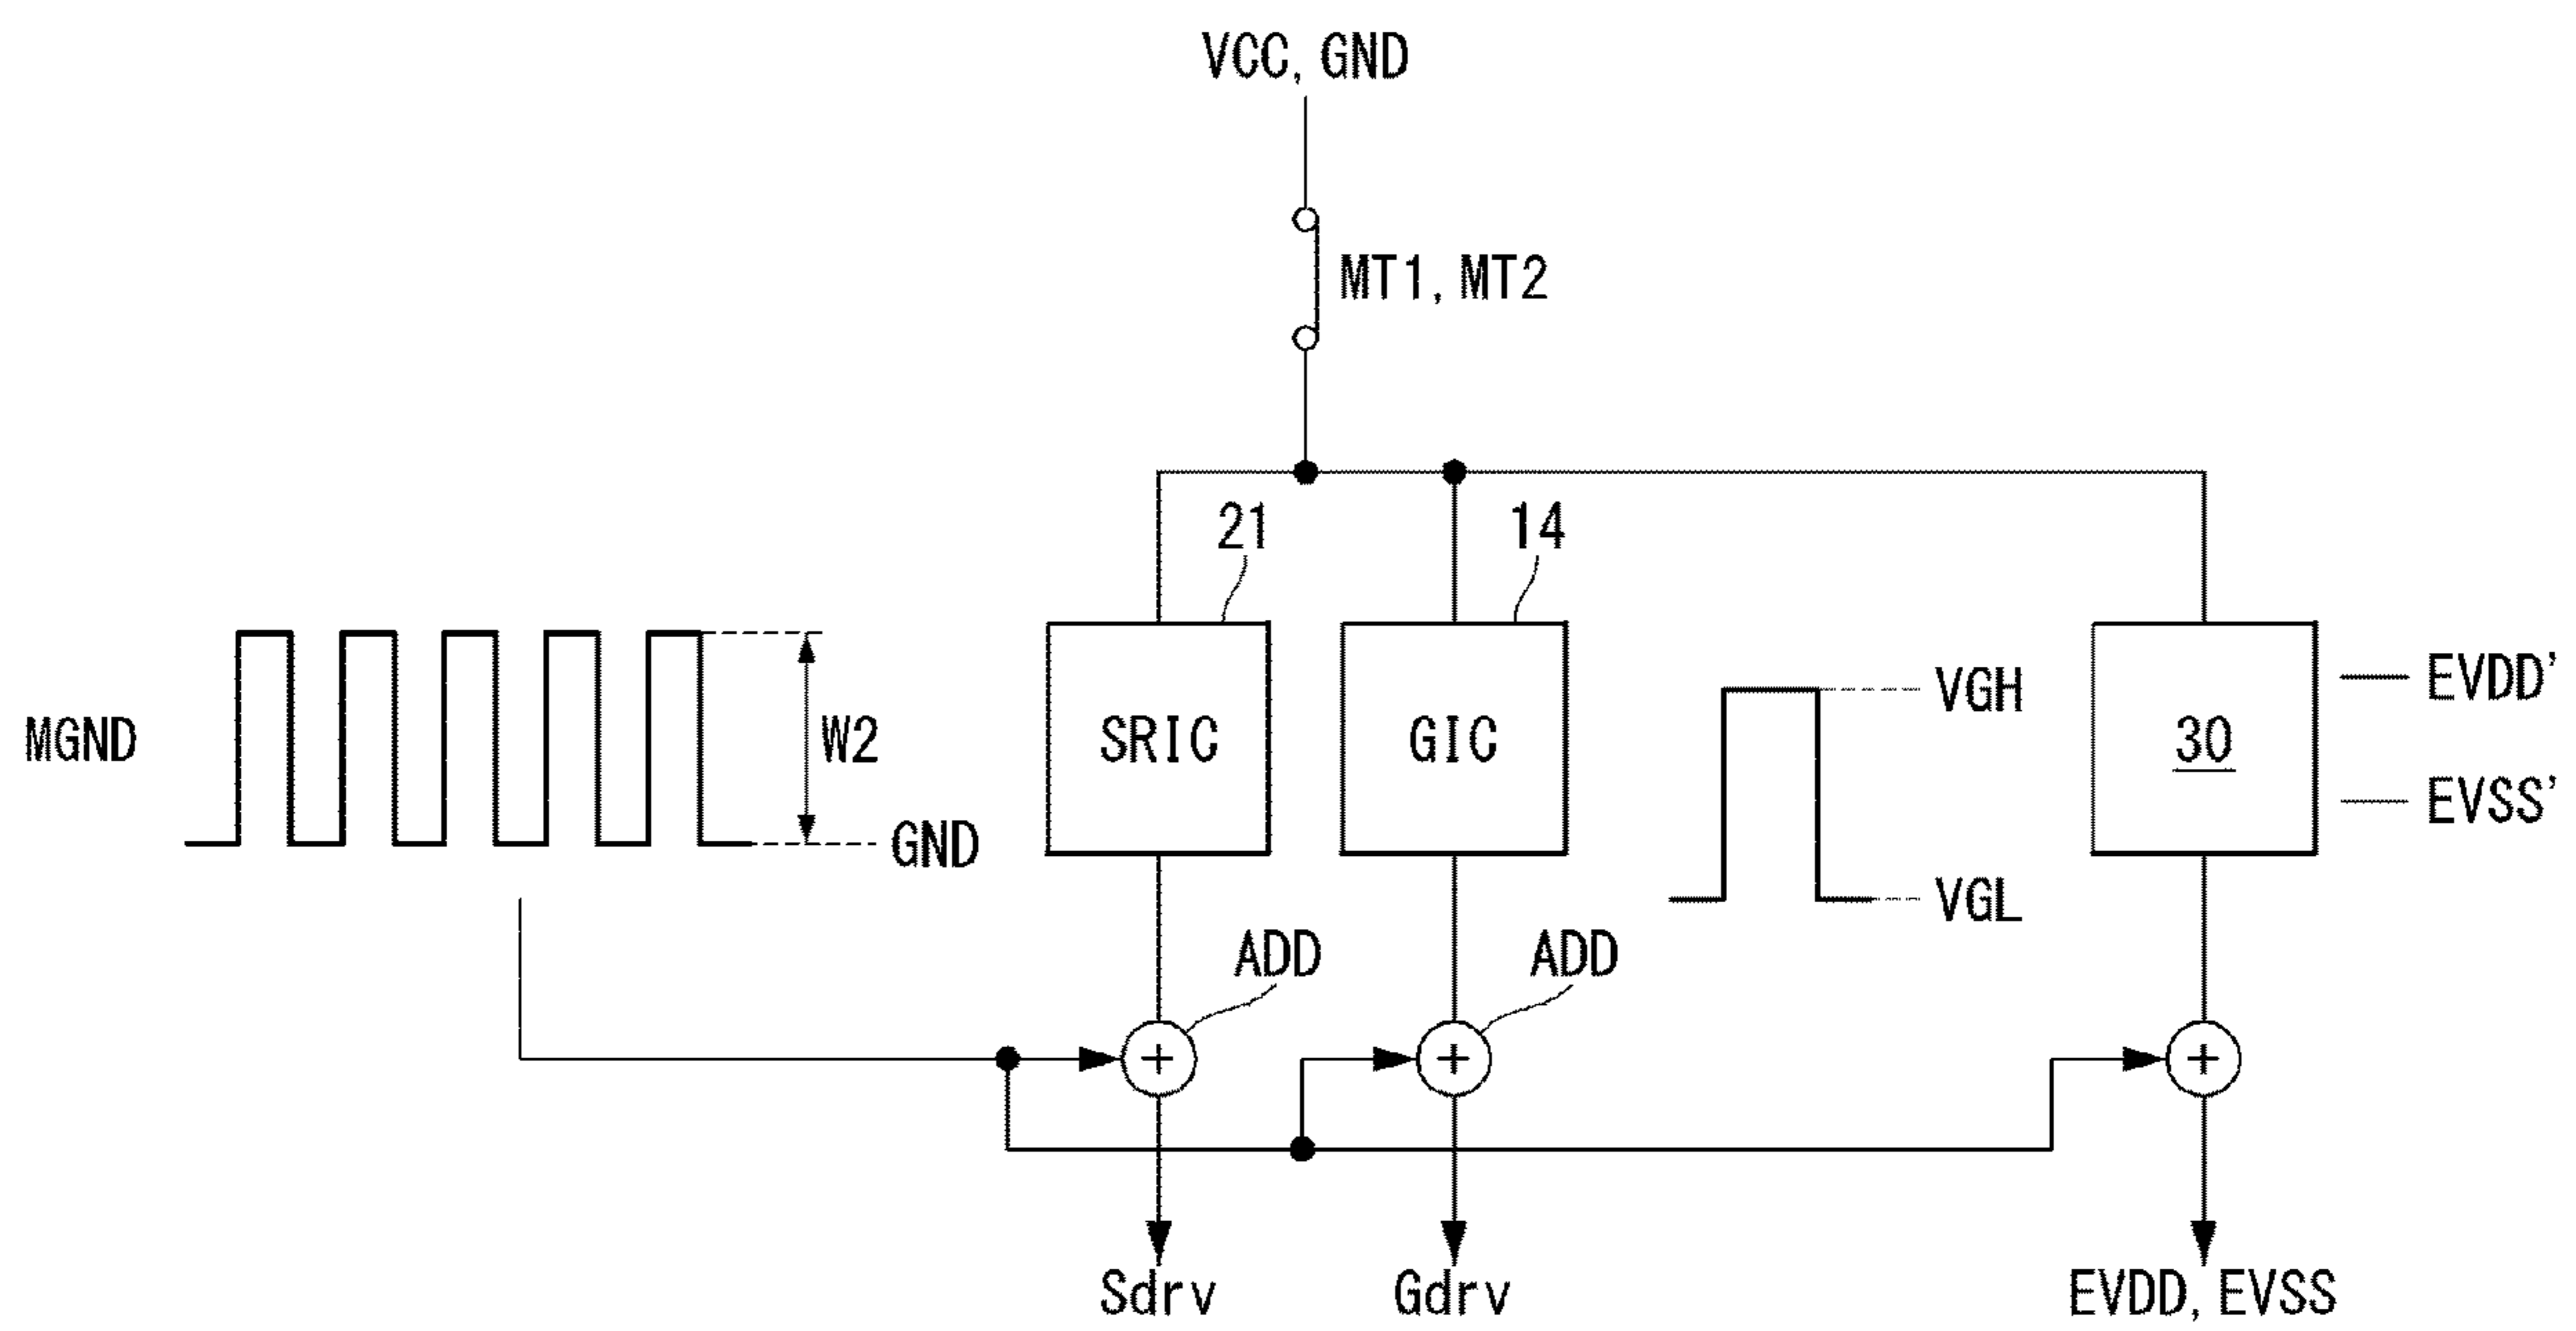 VCC, GND
MT1, MT2
21
14
MGND
W2
GND
SRIC
GIC
VGH
VGL
30
EVDD'
EVSS'
ADD
ADD
+
+
+
Sdrv
Gdrv
EVDD, EVSS